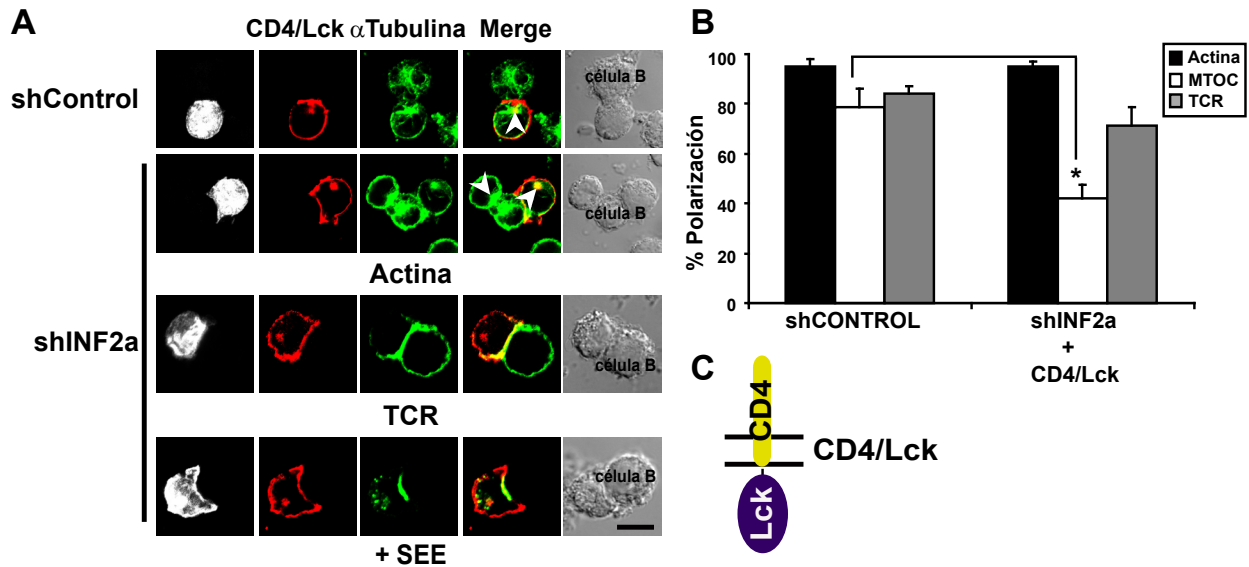 A
CD4/Lck αTubulina Merge
shControl
célula B
célula B
Actina
shINF2a
célula B
TCR
célula B
+ SEE
B
% Polarización
100
80
60
40
20
0
*
Actina
MTOC
TCR
shCONTROL
shINF2a
+
CD4/Lck
C
CD4
CD4/Lck
Lck